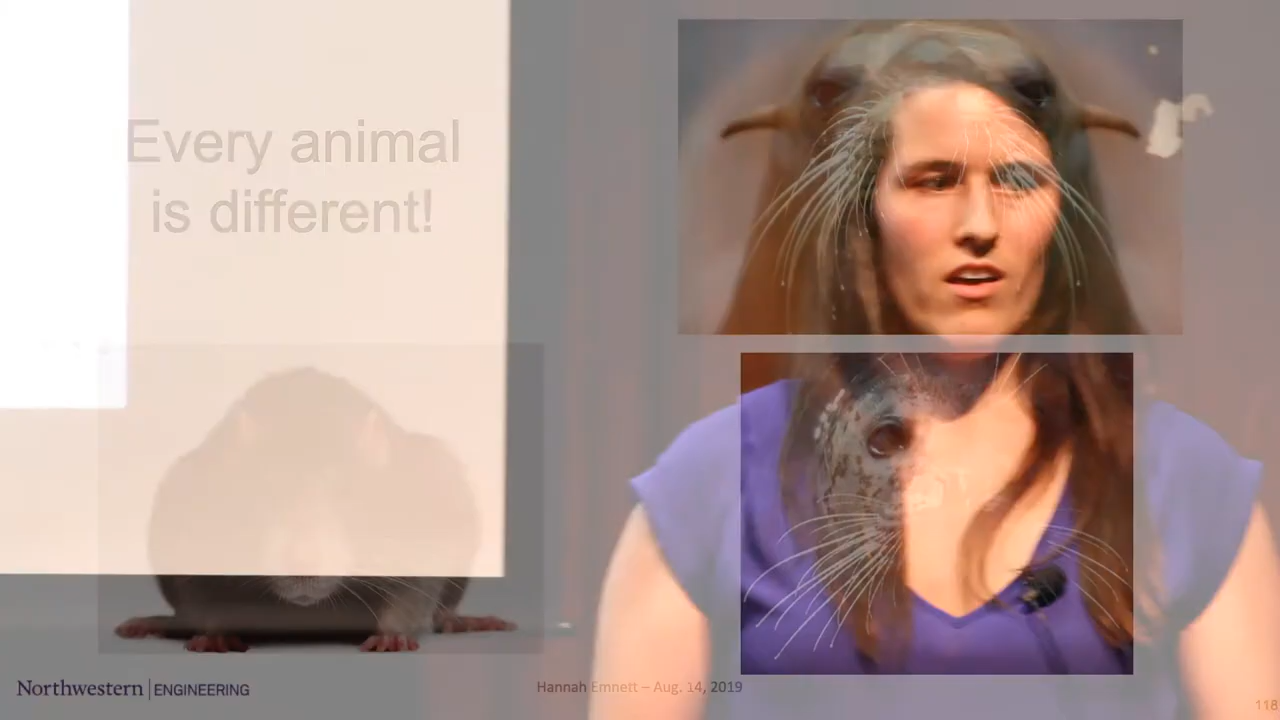 Every animal
is different!
Northwestern | ENGINEERING
Hannah Emnett – Aug. 14, 2019
118